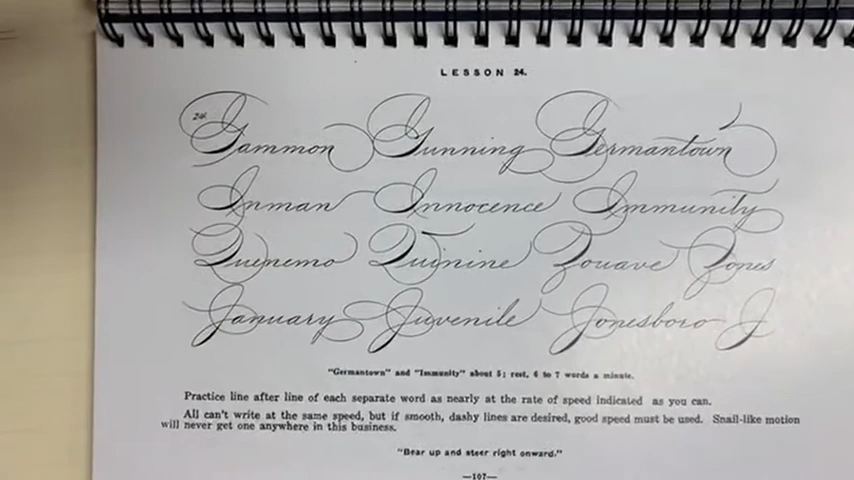 LESSON 24.
24. Gammon Gunning Germantown
Inman Innocence Immunity
Quenemo Quinine Zouave Zones
January Juvenile Jonesboro J
"Germantown" and "Immunity" about 5; rest, 6 to 7 words a minute.
Practice line after line of each separate word as nearly at the rate of speed indicated as you can.
All can't write at the same speed, but if smooth, dashy lines are desired, good speed must be used. Snail-like motion
will never get one anywhere in this business.
"Bear up and steer right onward."
—107—